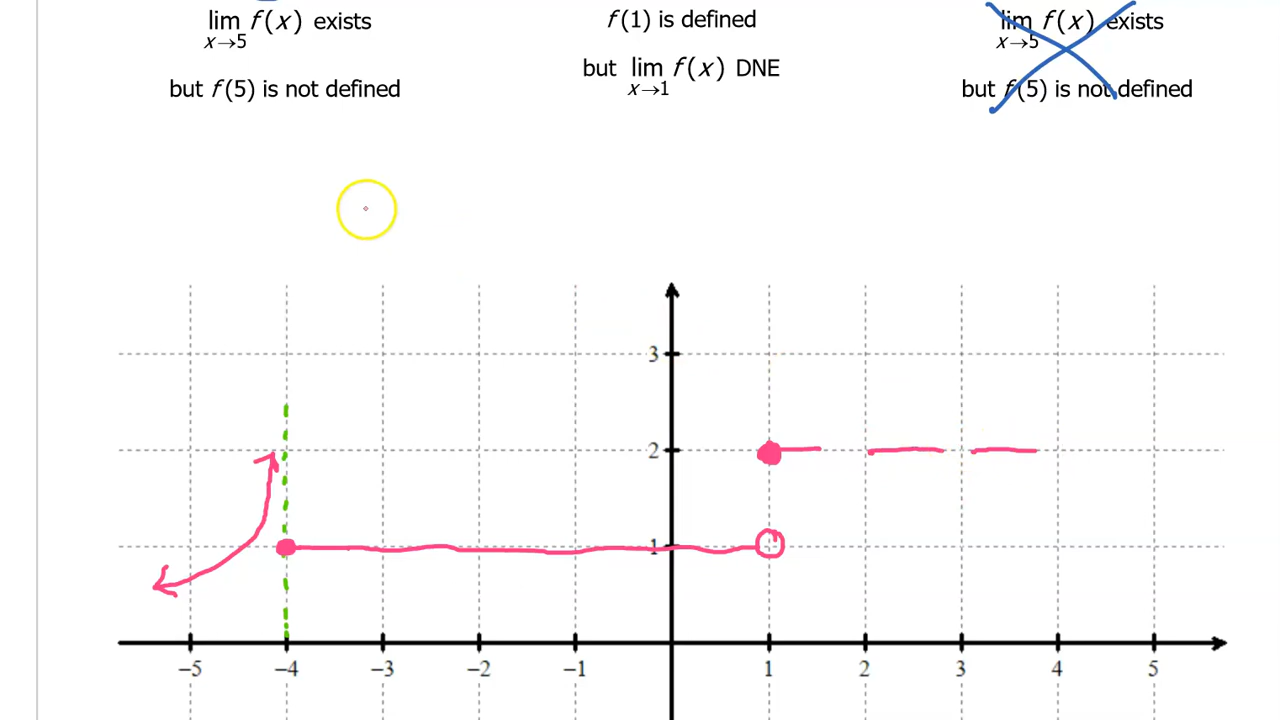 lim f(x) exists
x→5
but f(5) is not defined
f(1) is defined
but lim f(x) DNE
x→1
lim f(x) exists
x→5
but f(5) is not defined
3
2
1
−5 −4 −3 −2 −1 1 2 3 4 5